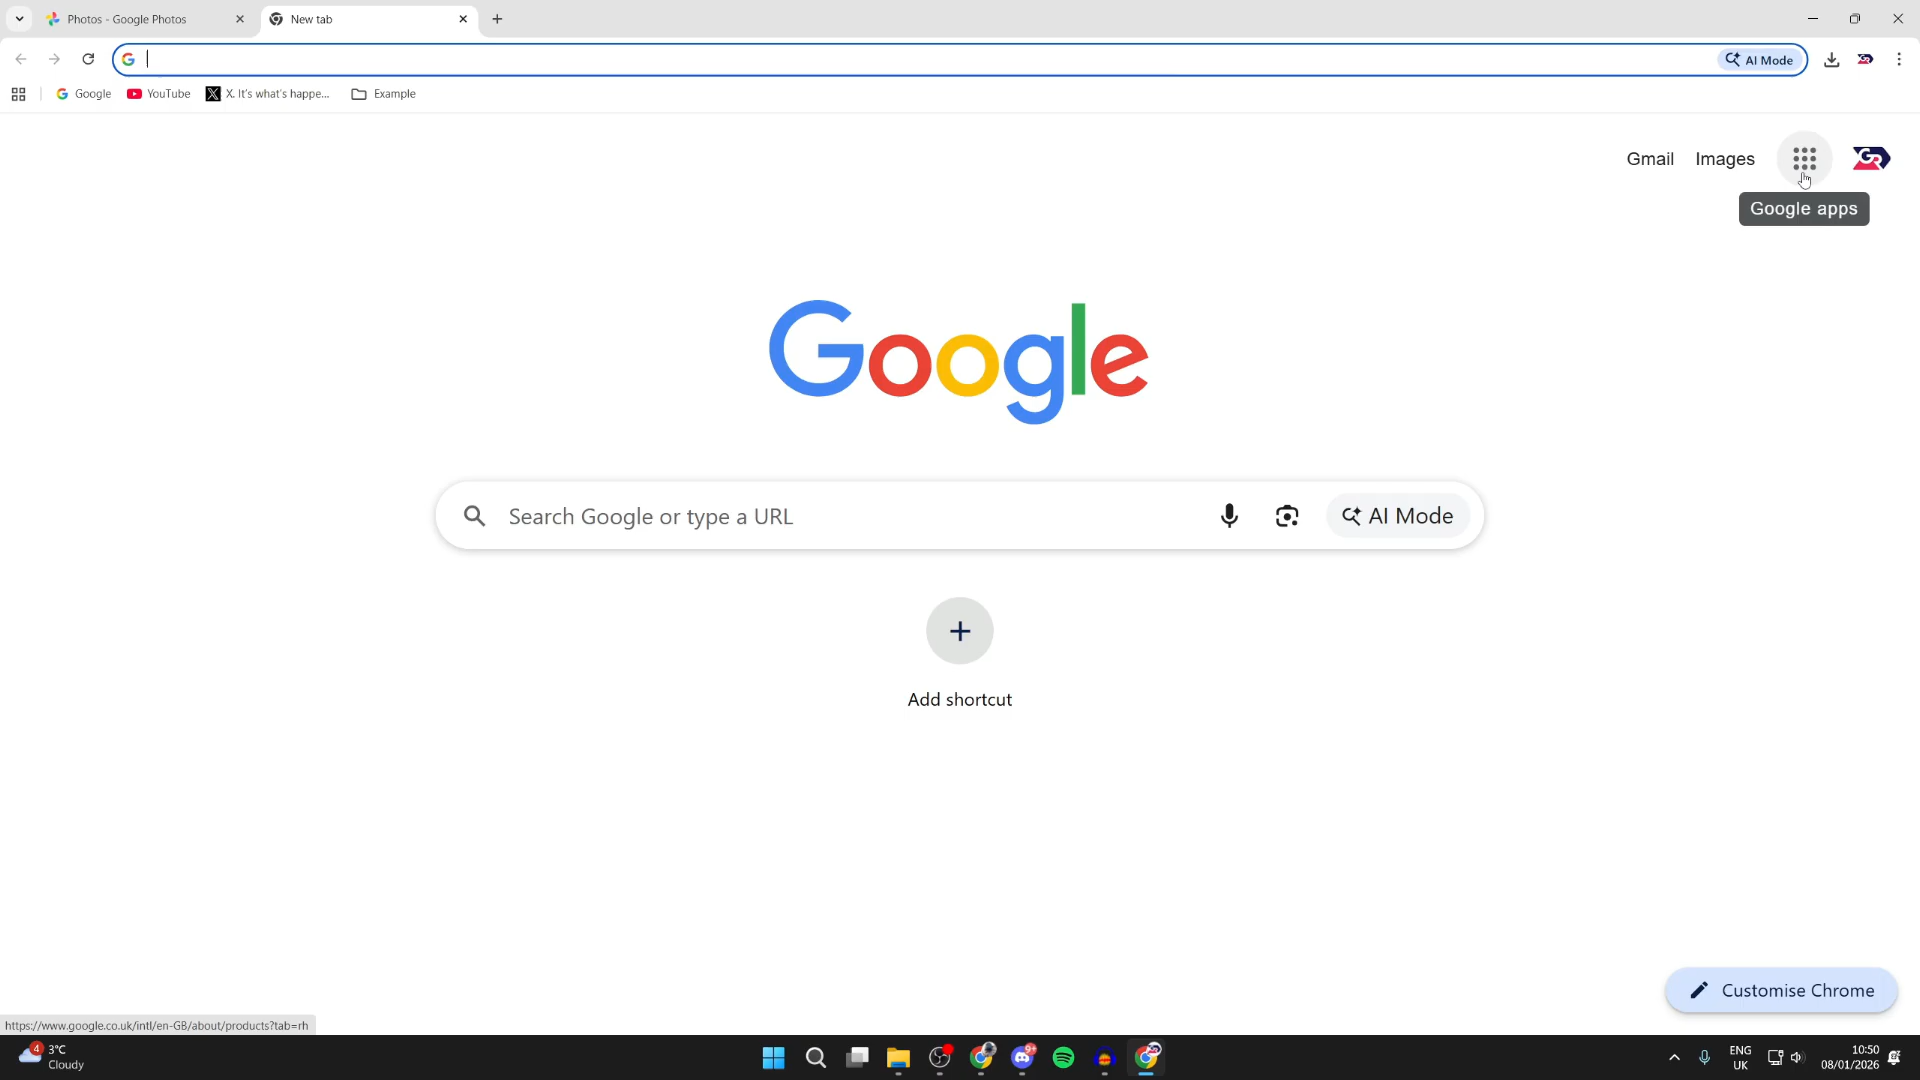 Photos - Google Photos
New tab
AI Mode
Google
YouTube
X. It's what's happe...
Example
Gmail
Images
Google apps
Google
Search Google or type a URL
AI Mode
Add shortcut
Customise Chrome
https://www.google.co.uk/intl/en-GB/about/products?tab=rh
4
3°C
Cloudy
9+
ENG
UK
10:50
08/01/2026